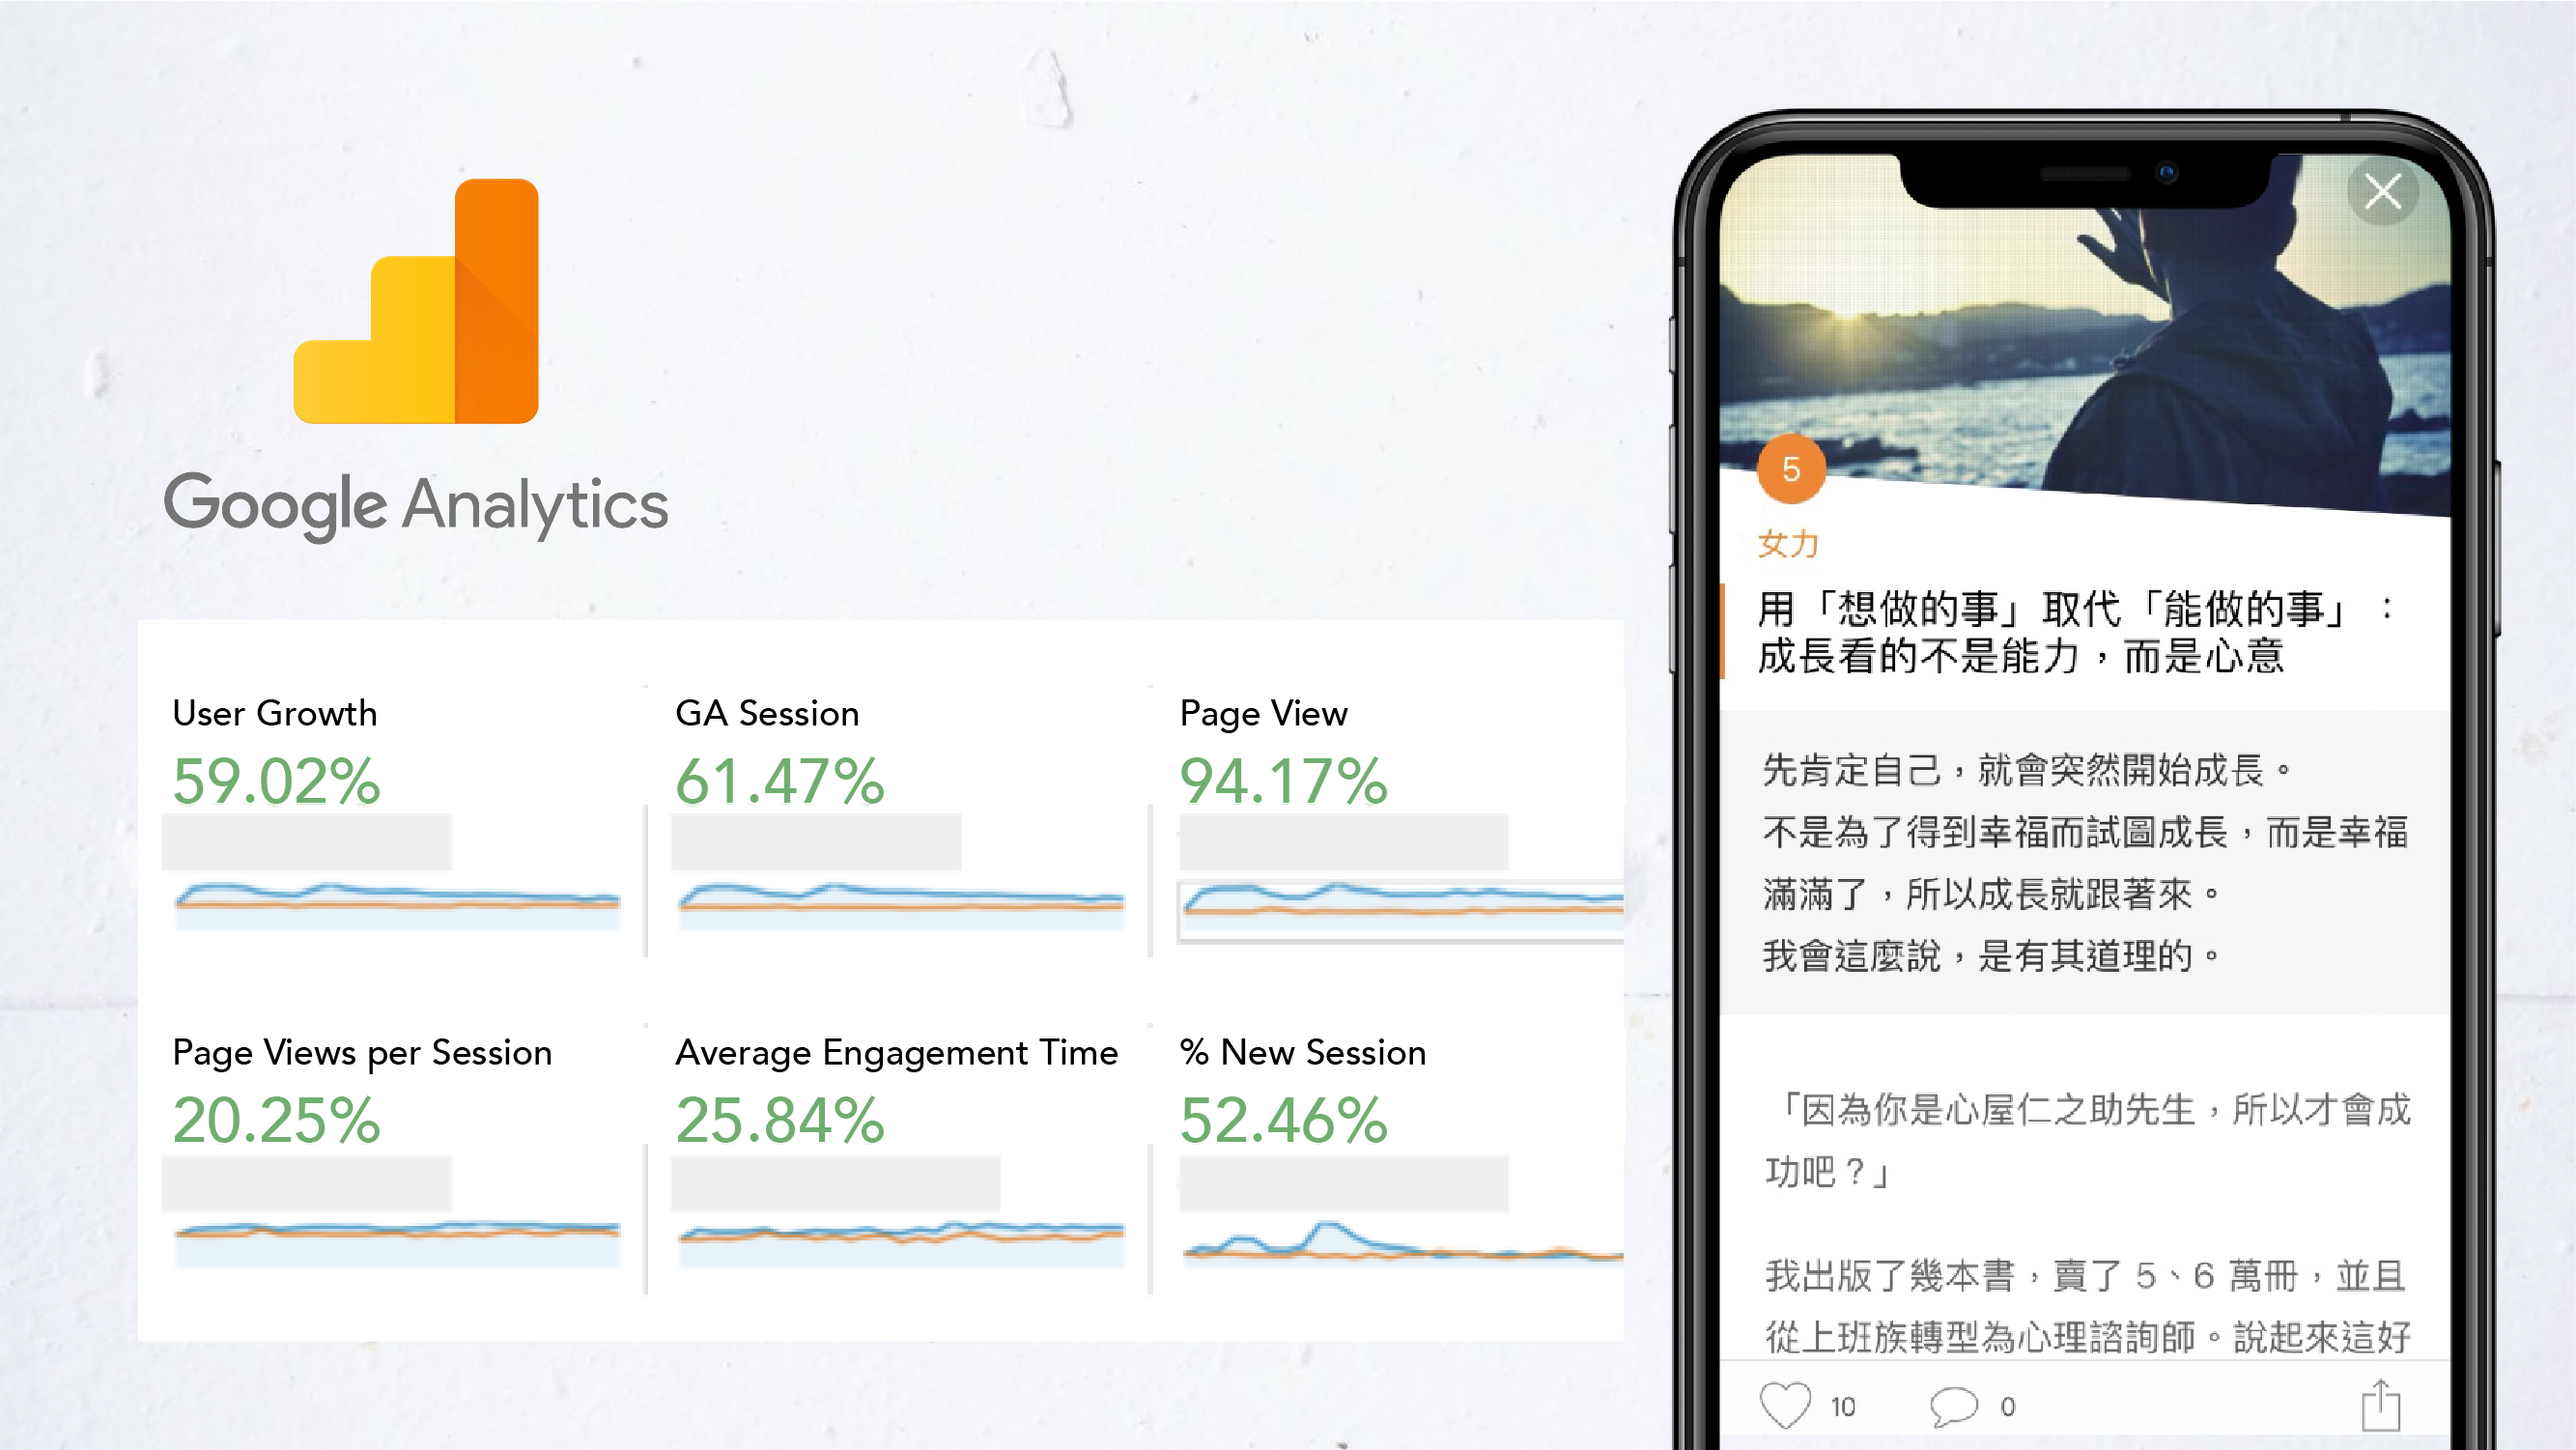 Google Analytics
User Growth
59.02%
GA Session
61.47%
Page View
94.17%
Page Views per Session
20.25%
Average Engagement Time
25.84%
% New Session
52.46%
5
女力
用「想做的事」取代「能做的事」：
成長看的不是能力，而是心意
先肯定自己，就會突然開始成長。
不是為了得到幸福而試圖成長，而是幸福
滿滿了，所以成長就跟著來。
我會這麼說，是有其道理的。
「因為你是心屋仁之助先生，所以才會成
功吧？」
我出版了幾本書，賣了 5、6 萬冊，並且
從上班族轉型為心理諮詢師。說起來這好
10
0